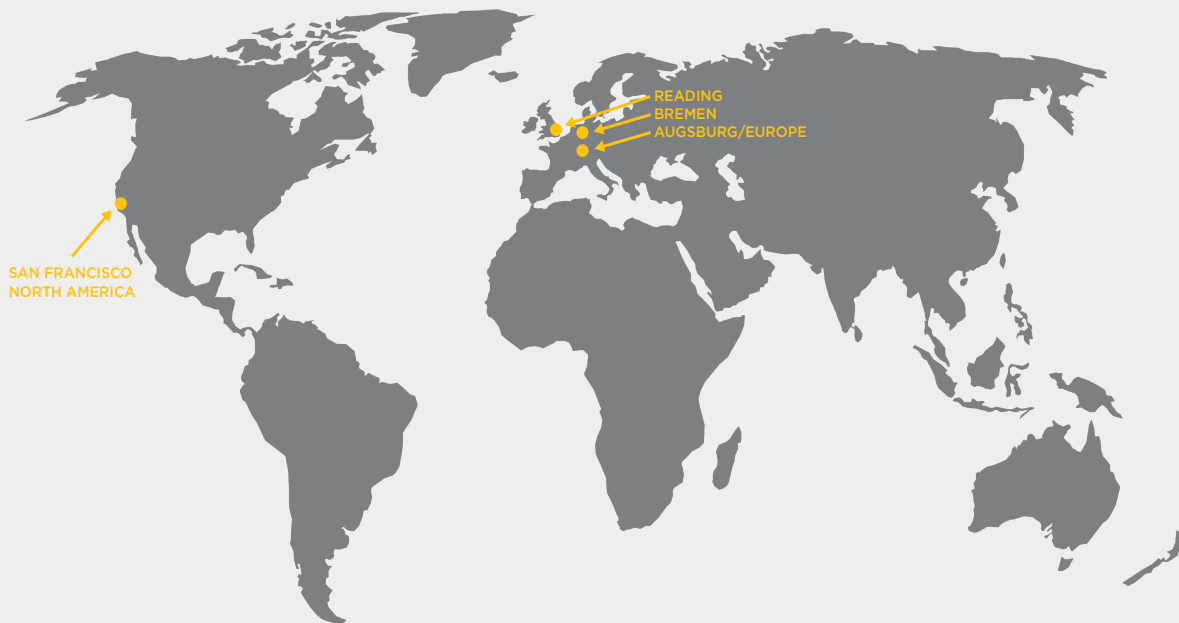 READING
BREMEN
AUGSBURG/EUROPE
SAN FRANCISCO
NORTH AMERICA